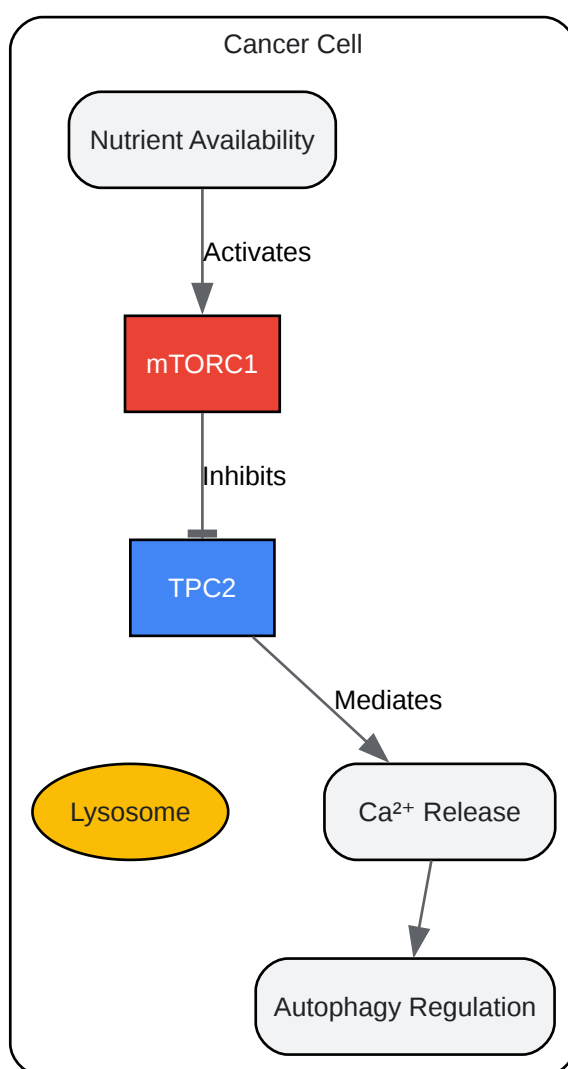 Cancer Cell
Nutrient Availability
Activates
mTORC1
Inhibits
TPC2
Mediates
Lysosome
Ca²⁺ Release
Autophagy Regulation